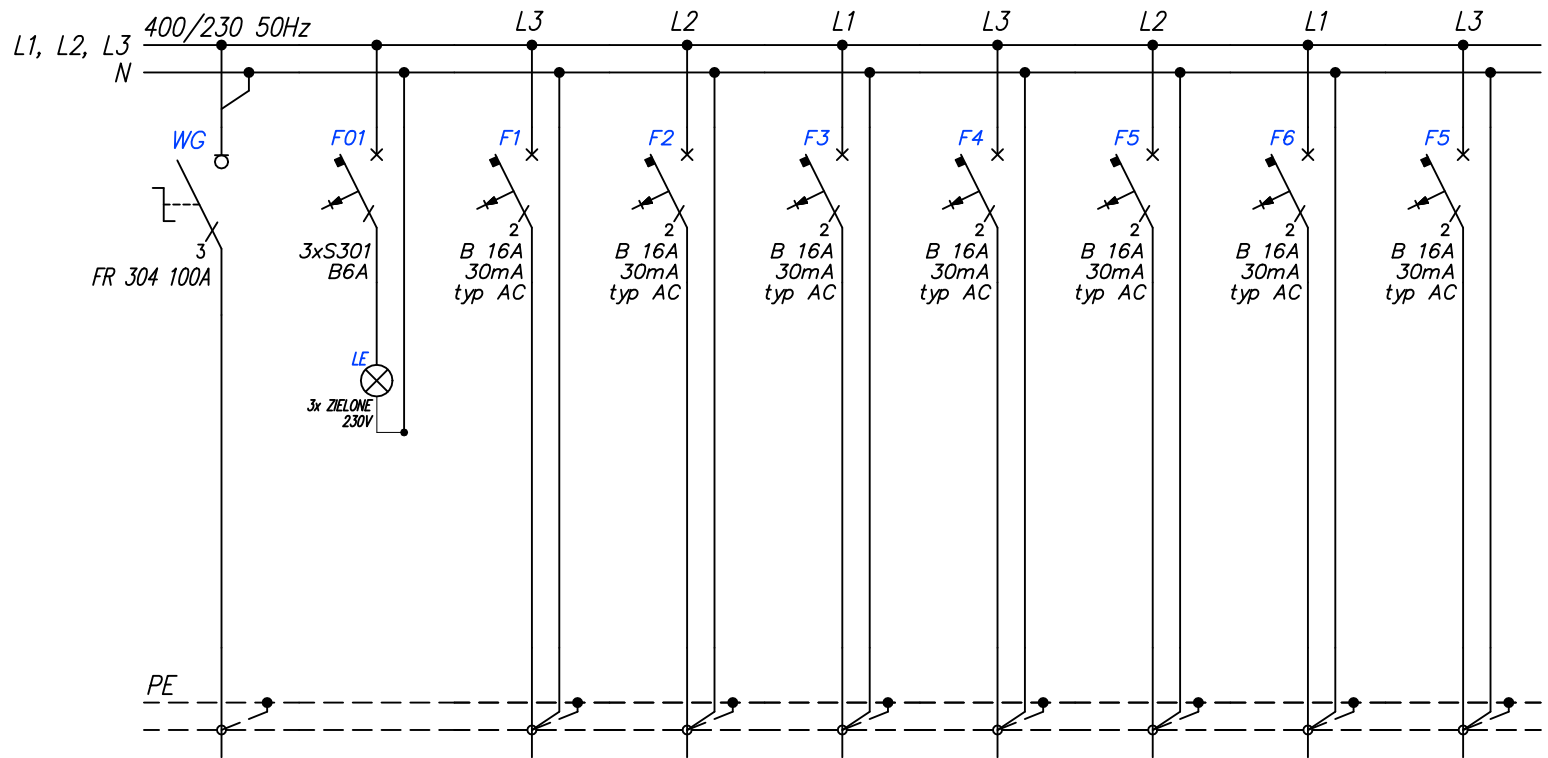 400/230 50Hz
L3 L2 L1 L3 L2 L1 L3
L1, L2, L3
N
WG F01 F1 F2 F3 F4 F5 F6 F5
2 2 2 2 2 2 2
3
FR 304 100A
3xS301
B6A
B 16A
30mA
typ AC
B 16A
30mA
typ AC
B 16A
30mA
typ AC
B 16A
30mA
typ AC
B 16A
30mA
typ AC
B 16A
30mA
typ AC
B 16A
30mA
typ AC
LE
3x ZIELONE
230V
PE